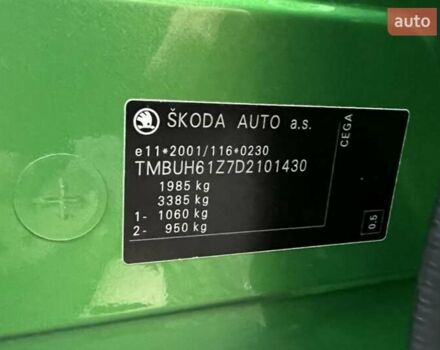 auto
ŠKODA AUTO a.s.
e11*2001/116*0230
TMBUH61Z7D2101430
1985 kg
3385 kg
1- 1060 kg
2- 950 kg
CEGA
0.5